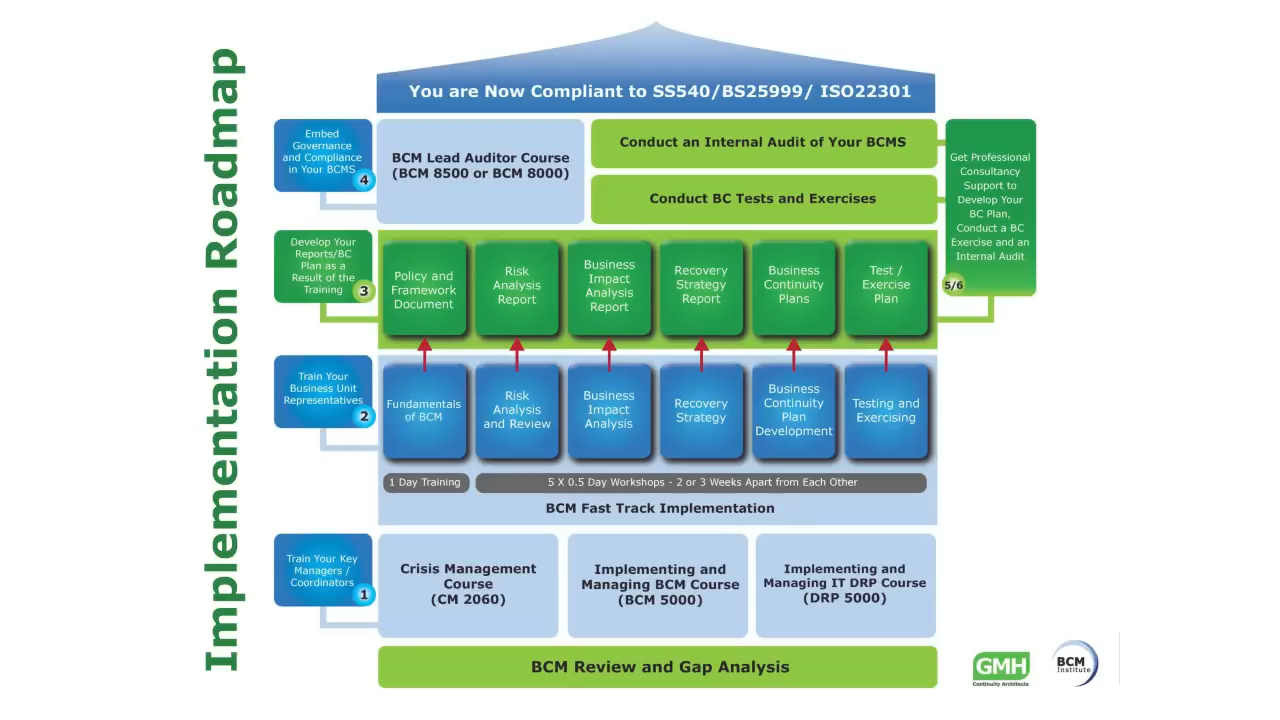 Implementation Roadmap
You are Now Compliant to SS540/BS25999/ ISO22301
Embed
Governance
and Compliance
in Your BCMS
4
BCM Lead Auditor Course
(BCM 8500 or BCM 8000)
Conduct an Internal Audit of Your BCMS
Conduct BC Tests and Exercises
Get Professional
Consultancy
Support to
Develop Your
BC Plan,
Conduct a BC
Exercise and an
Internal Audit
5/6
Develop Your
Reports/BC
Plan as a
Result of the
Training
3
Policy and
Framework
Document
Risk
Analysis
Report
Business
Impact
Analysis
Report
Recovery
Strategy
Report
Business
Continuity
Plans
Test /
Exercise
Plan
Train Your
Business Unit
Representatives
2
Fundamentals
of BCM
Risk
Analysis
and Review
Business
Impact
Analysis
Recovery
Strategy
Business
Continuity
Plan
Development
Testing and
Exercising
1 Day Training
5 X 0.5 Day Workshops - 2 or 3 Weeks Apart from Each Other
BCM Fast Track Implementation
Train Your Key
Managers /
Coordinators
1
Crisis Management
Course
(CM 2060)
Implementing and
Managing BCM Course
(BCM 5000)
Implementing and
Managing IT DRP Course
(DRP 5000)
BCM Review and Gap Analysis
GMH
Continuity Architects
BCM
Institute